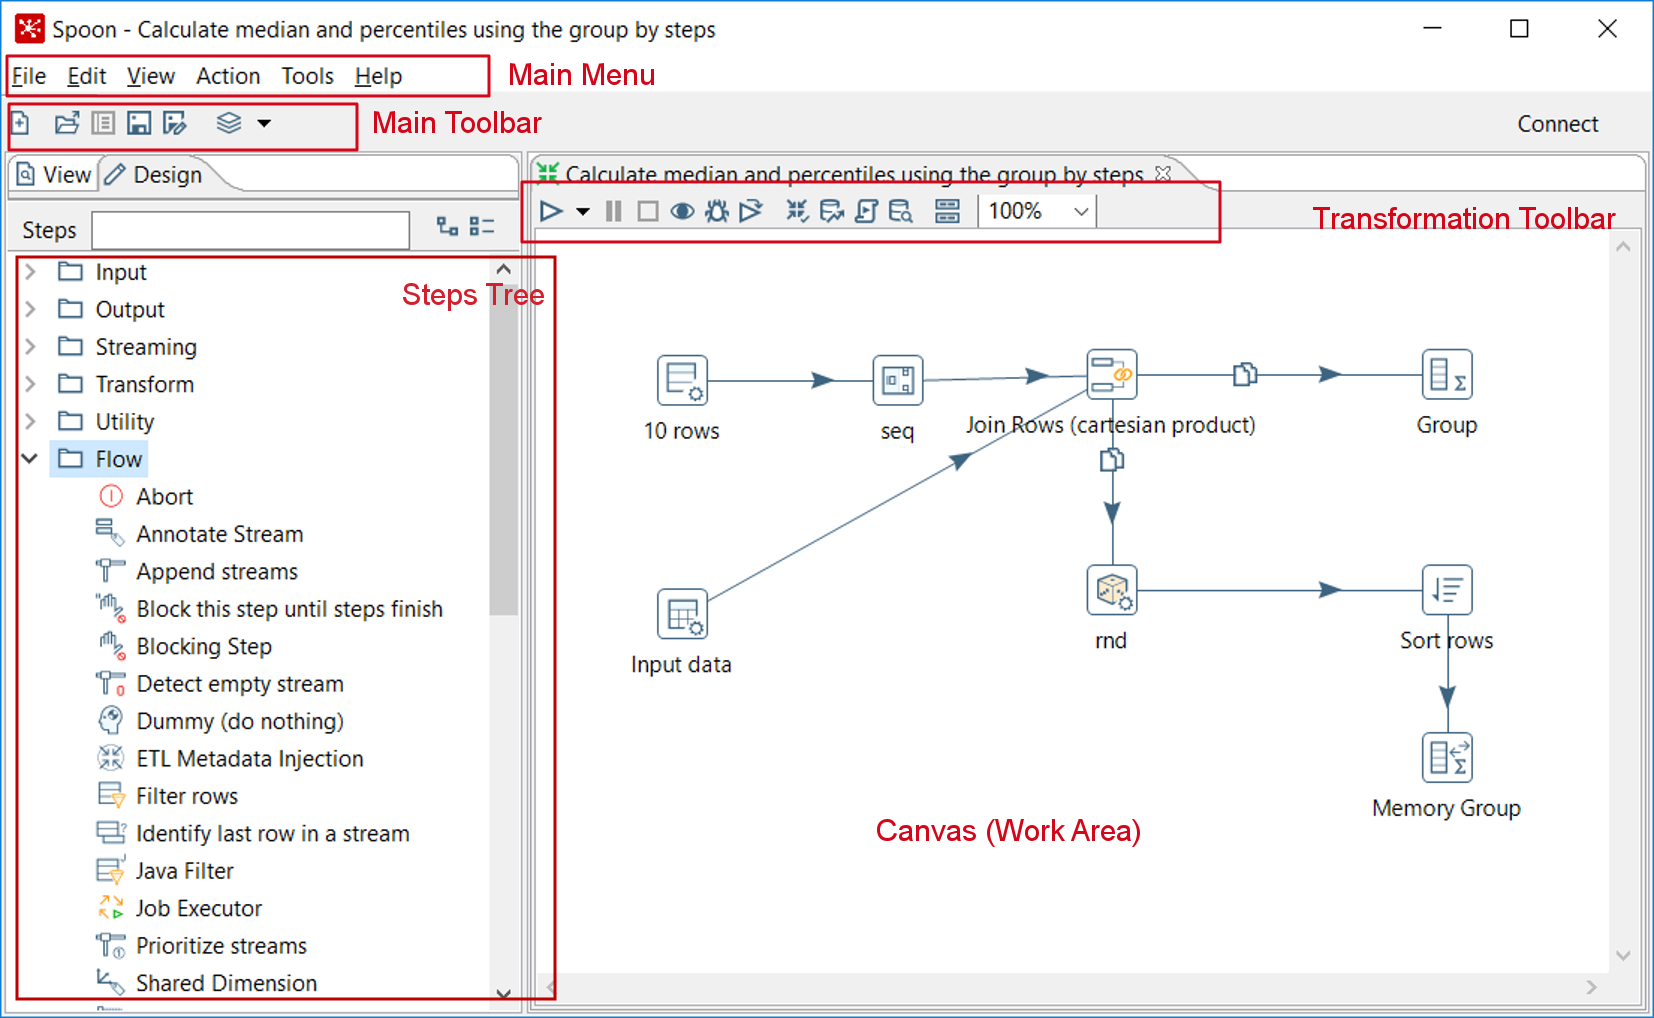 Spoon - Calculate median and percentiles using the group by steps
File Edit View Action Tools Help
Main Menu
Main Toolbar
Connect
View Design
Calculate median and percentiles using the group by steps
100%
Transformation Toolbar
Steps
Steps Tree
Input
Output
Streaming
Transform
Utility
Flow
Abort
Annotate Stream
Append streams
Block this step until steps finish
Blocking Step
Detect empty stream
Dummy (do nothing)
ETL Metadata Injection
Filter rows
Identify last row in a stream
Java Filter
Job Executor
Prioritize streams
Shared Dimension
10 rows
seq
Join Rows (cartesian product)
Group
Input data
rnd
Sort rows
Memory Group
Canvas (Work Area)